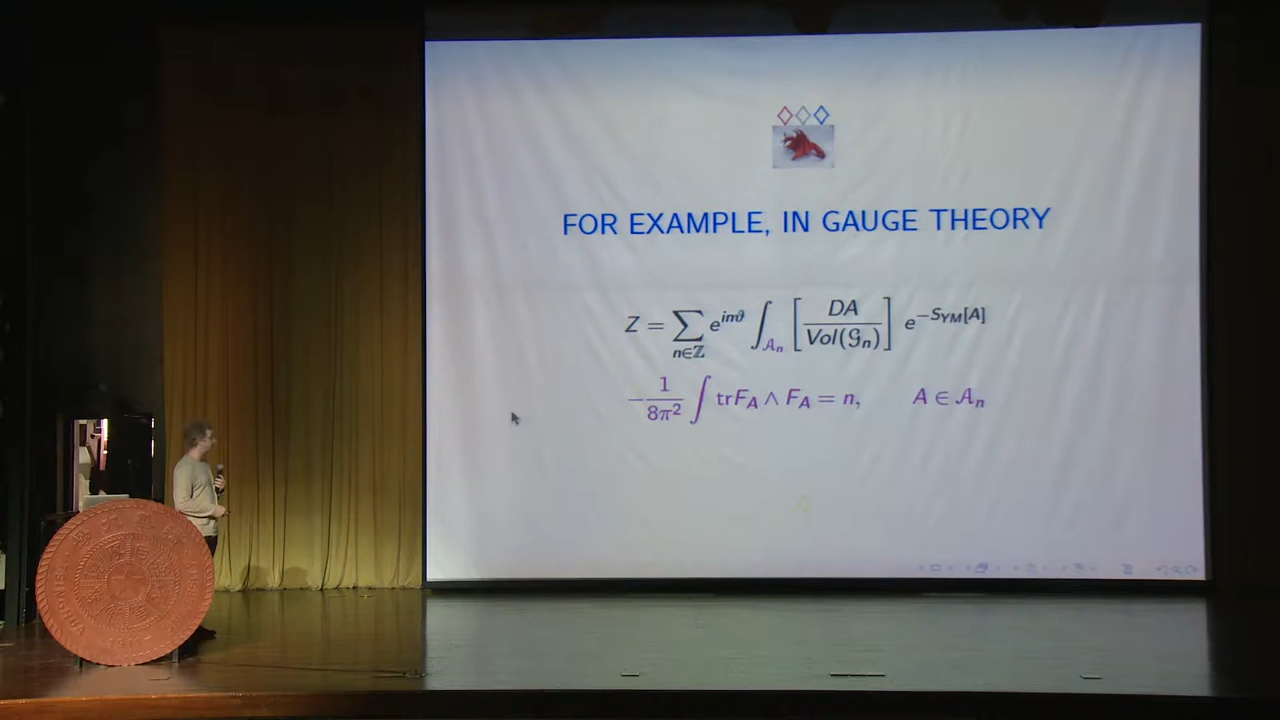 FOR EXAMPLE, IN GAUGE THEORY
Z = ∑_{n∈ℤ} e^{inϑ} ∫_{𝒜_n} [DA / Vol(𝒢_n)] e^{-S_{YM}[A]}
-1/(8π²) ∫ trF_A ∧ F_A = n, A ∈ 𝒜_n